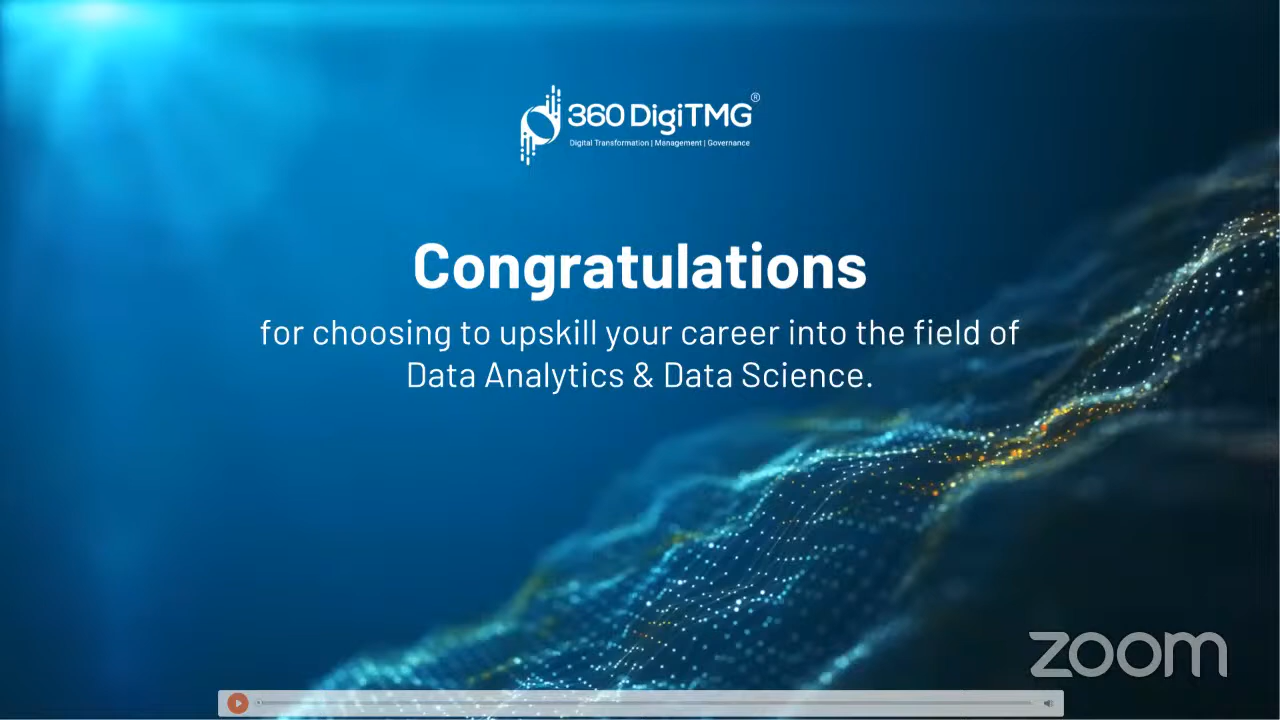 360 DigiTMG®
Digital Transformation | Management | Governance
Congratulations
for choosing to upskill your career into the field of
Data Analytics & Data Science.
zoom